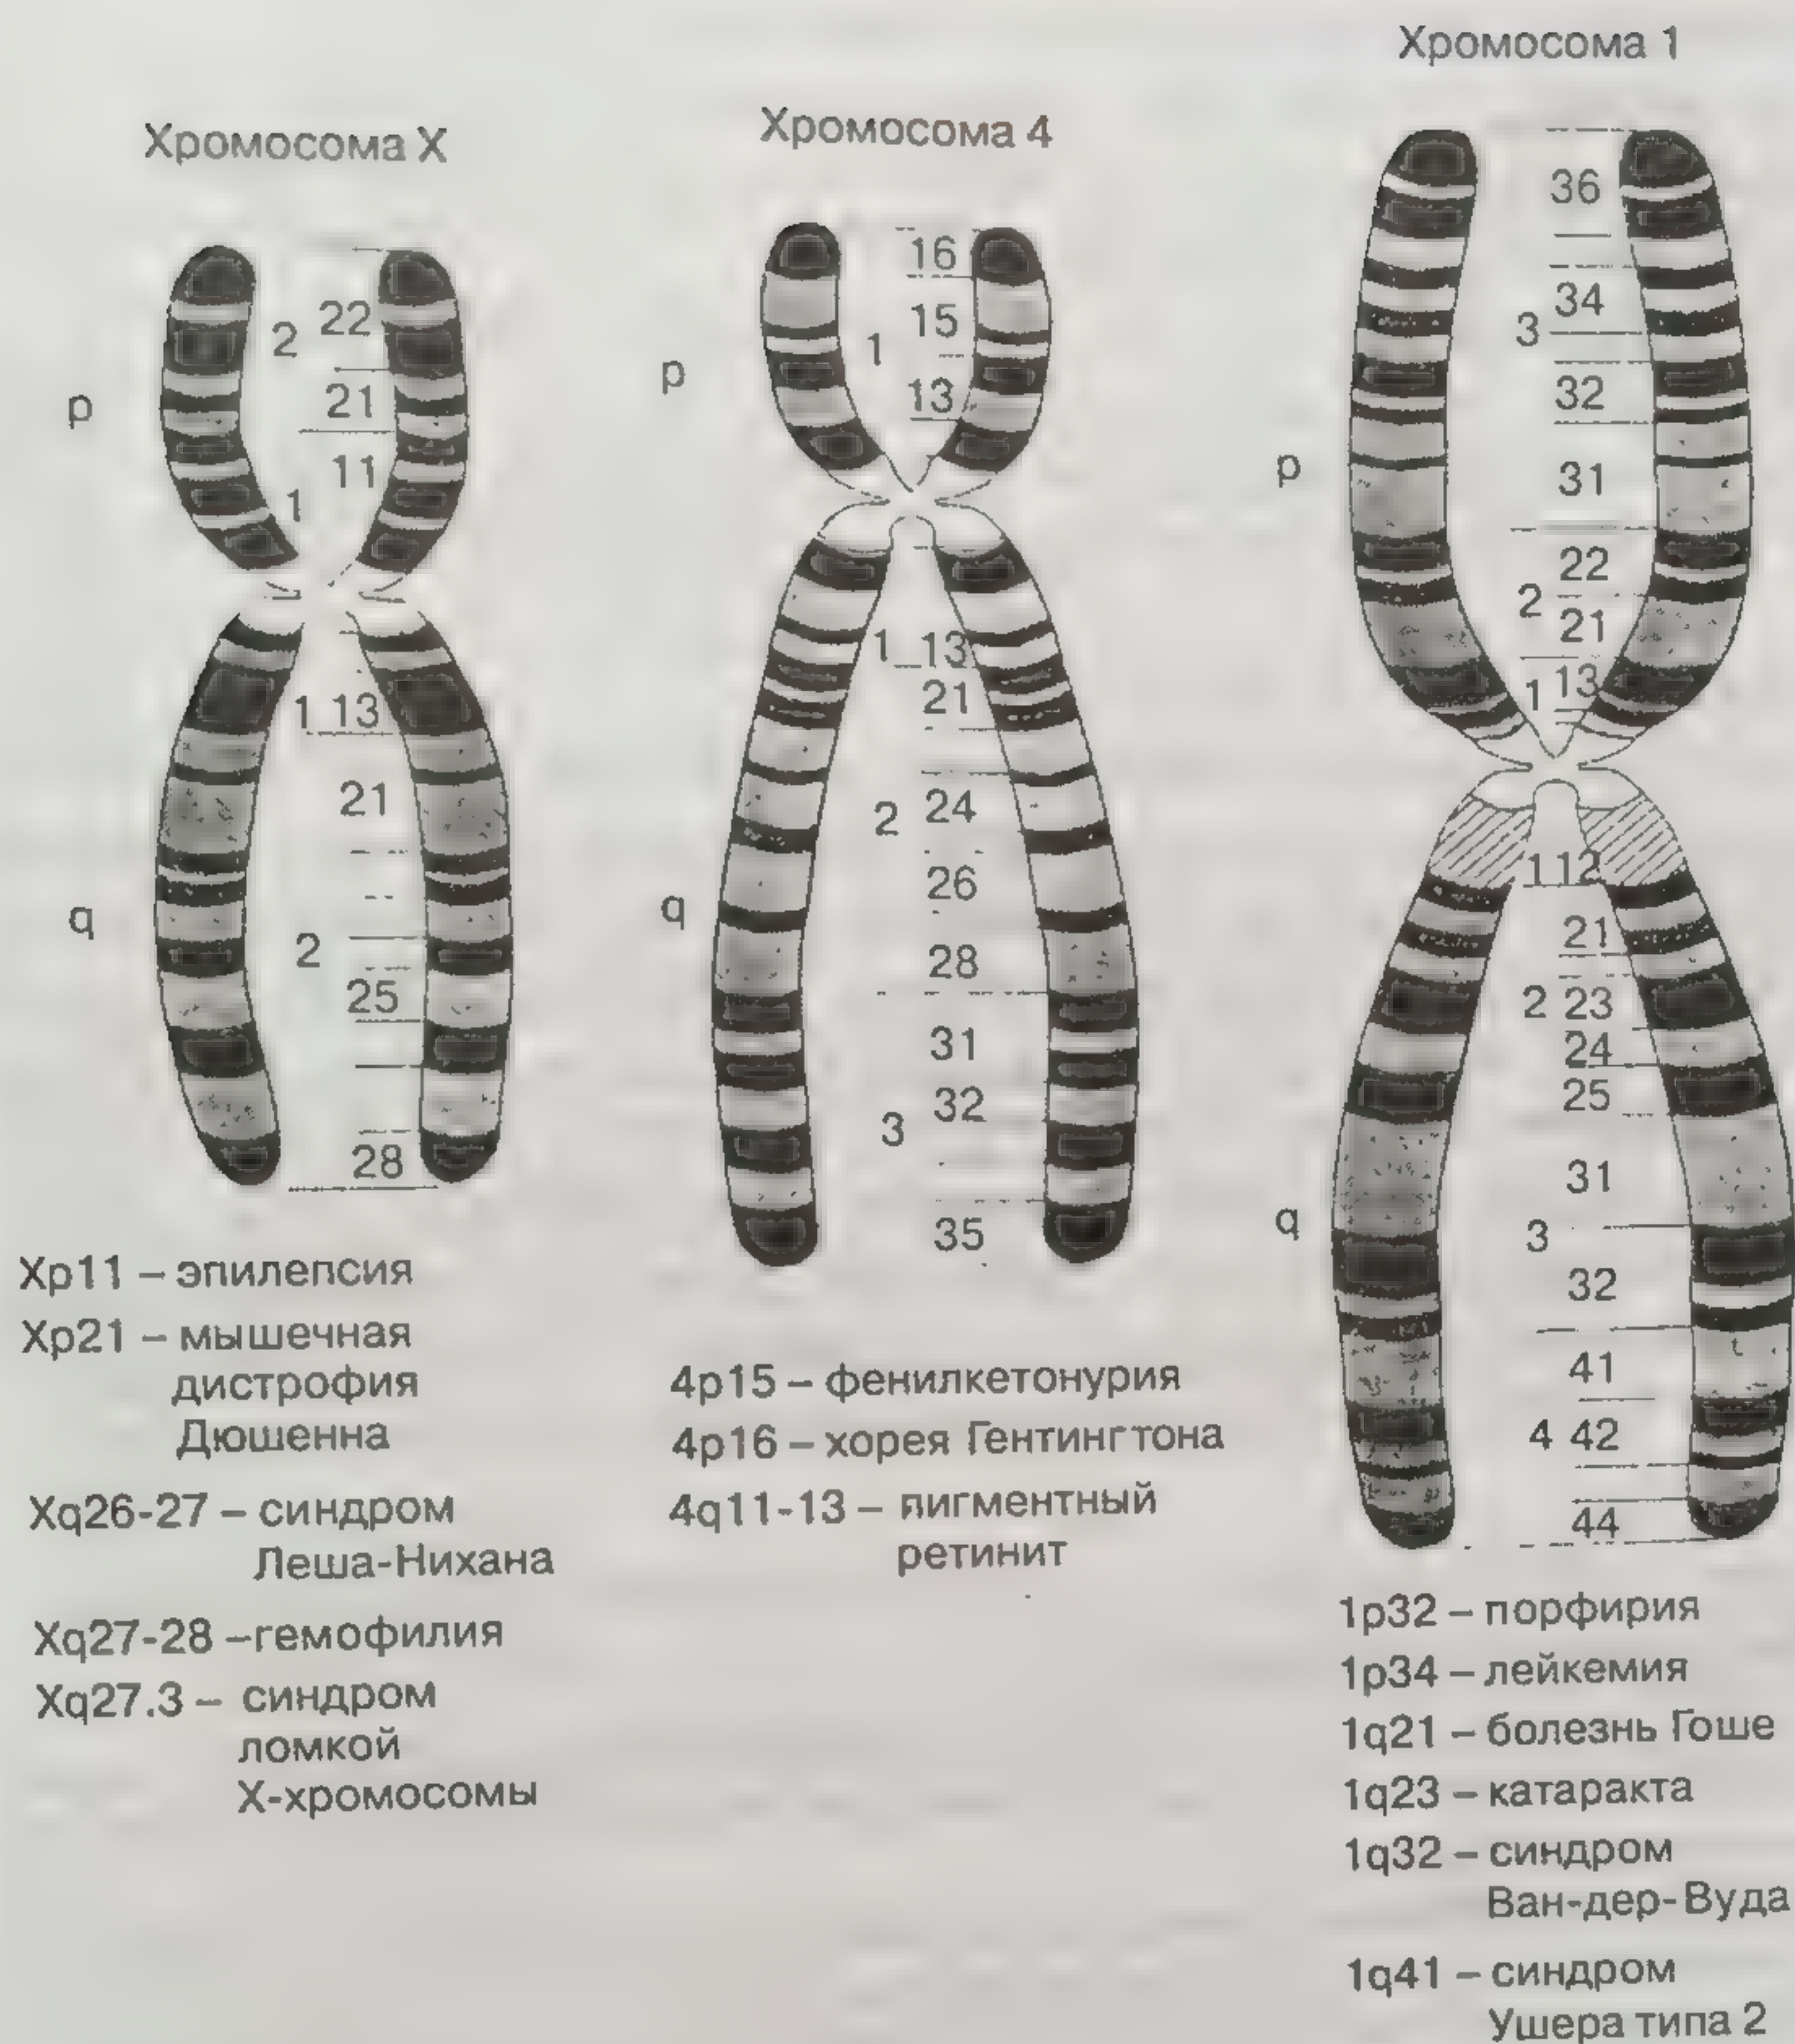 Хромосома X
p
2
22
21
11
1
q
1 13
21
2
25
28
Xp11 – эпилепсия
Xp21 – мышечная
дистрофия
Дюшенна
Xq26-27 – синдром
Леша-Нихана
Xq27-28 –гемофилия
Xq27.3 – синдром
ломкой
Х-хромосомы
Хромосома 4
p
16
15
1
13
q
1 13
21
2
24
26
28
31
32
3
35
4p15 – фенилкетонурия
4p16 – хорея Гентингтона
4q11-13 – пигментный
ретинит
Хромосома 1
p
36
34
3
32
31
22
2
21
1 13
q
1 12
21
2 23
24
25
31
3
32
41
4 42
44
1p32 – порфирия
1p34 – лейкемия
1q21 – болезнь Гоше
1q23 – катаракта
1q32 – синдром
Ван-дер-Вуда
1q41 – синдром
Ушера типа 2